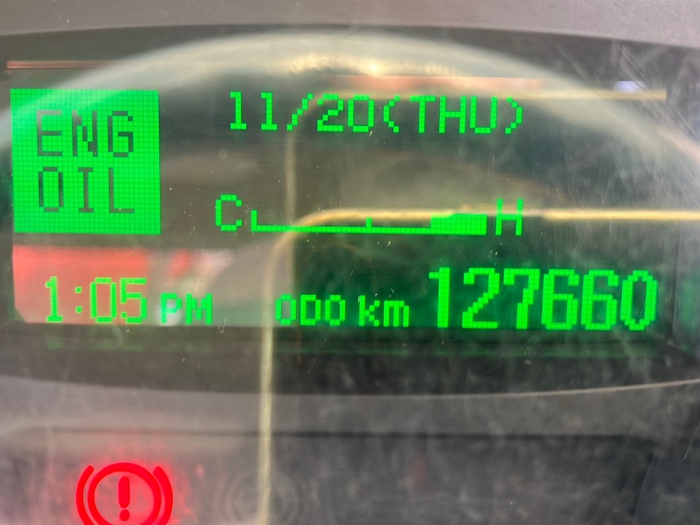 ENG
OIL
11/20(THU)
C H
1:05 PM ODO km 127660
!